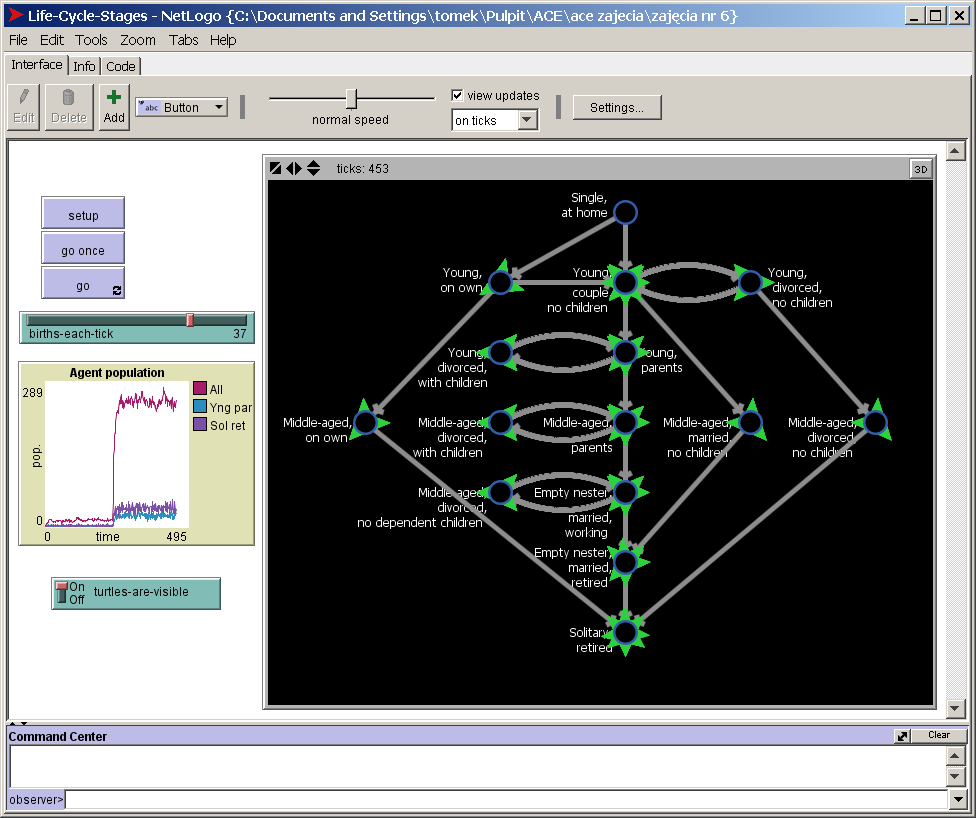 Life-Cycle-Stages - NetLogo {C:\Documents and Settings\tomek\Pulpit\ACE\ace zajecia\zajęcia nr 6}
File Edit Tools Zoom Tabs Help
Interface Info Code
Edit Delete Add
abc Button
normal speed
view updates
on ticks
Settings...
ticks: 453
3D
setup
go once
go
births-each-tick 37
Agent population
289
pop.
0
0 time 495
All
Yng par
Sol ret
On
Off
turtles-are-visible
Single,
at home
Young,
on own
Young,
couple
no children
Young,
divorced,
no children
Young,
divorced,
with children
Young,
parents
Middle-aged,
on own
Middle-aged,
divorced,
with children
Middle-aged,
parents
Middle-aged,
married,
no children
Middle-aged,
divorced
no children
Middle-aged,
divorced,
no dependent children
Empty nester,
married,
working
Empty nester,
married,
retired
Solitary,
retired
Command Center
Clear
observer>